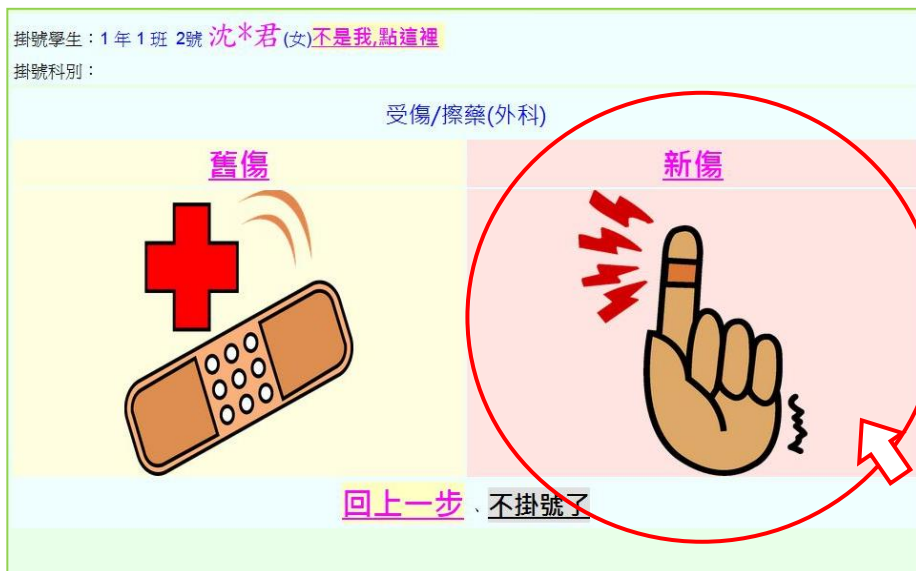 掛號學生：1 年 1 班 2號 沈*君 (女)不是我,點這裡
掛號科別：
受傷/擦藥(外科)
舊傷 新傷
回上一步、不掛號了